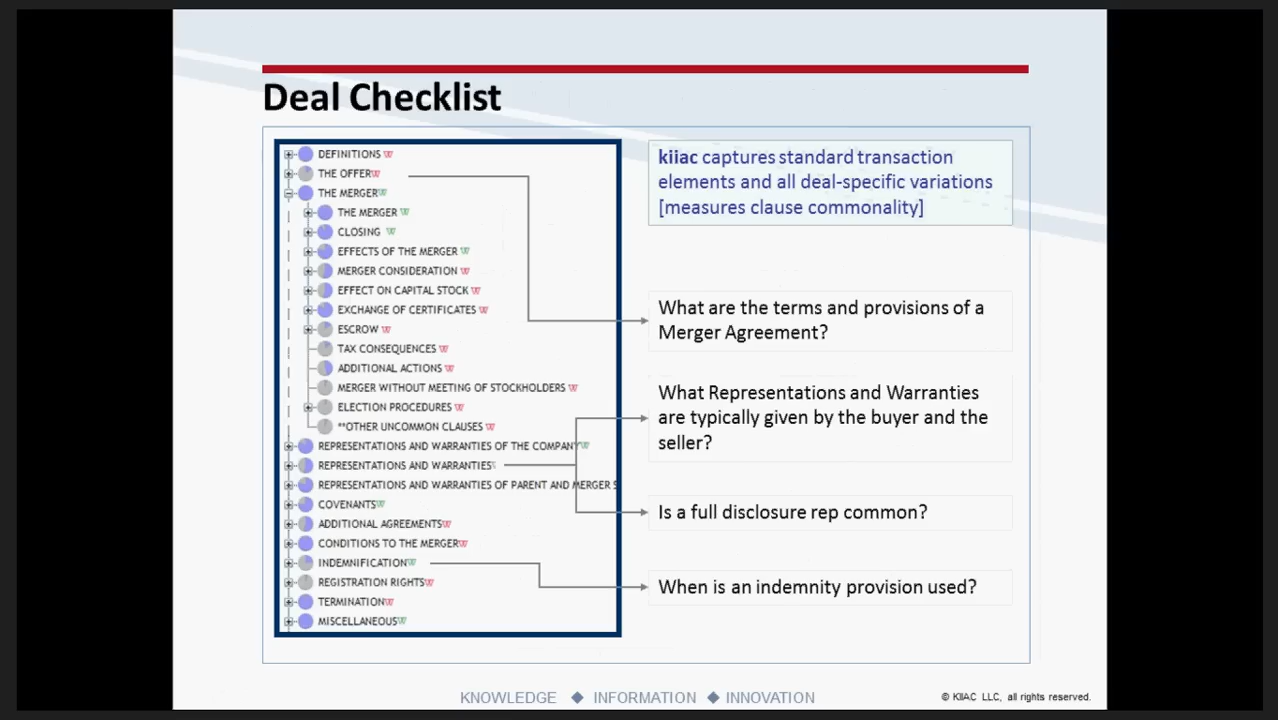 Deal Checklist
DEFINITIONS
THE OFFER
THE MERGER
THE MERGER
CLOSING
EFFECTS OF THE MERGER
MERGER CONSIDERATION
EFFECT ON CAPITAL STOCK
EXCHANGE OF CERTIFICATES
ESCROW
TAX CONSEQUENCES
ADDITIONAL ACTIONS
MERGER WITHOUT MEETING OF STOCKHOLDERS
ELECTION PROCEDURES
**OTHER UNCOMMON CLAUSES
REPRESENTATIONS AND WARRANTIES OF THE COMPANY
REPRESENTATIONS AND WARRANTIES
REPRESENTATIONS AND WARRANTIES OF PARENT AND MERGER S
COVENANTS
ADDITIONAL AGREEMENTS
CONDITIONS TO THE MERGER
INDEMNIFICATION
REGISTRATION RIGHTS
TERMINATION
MISCELLANEOUS
kiiac captures standard transaction
elements and all deal-specific variations
[measures clause commonality]
What are the terms and provisions of a
Merger Agreement?
What Representations and Warranties
are typically given by the buyer and the
seller?
Is a full disclosure rep common?
When is an indemnity provision used?
KNOWLEDGE ◆ INFORMATION ◆ INNOVATION
© KIIAC LLC, all rights reserved.